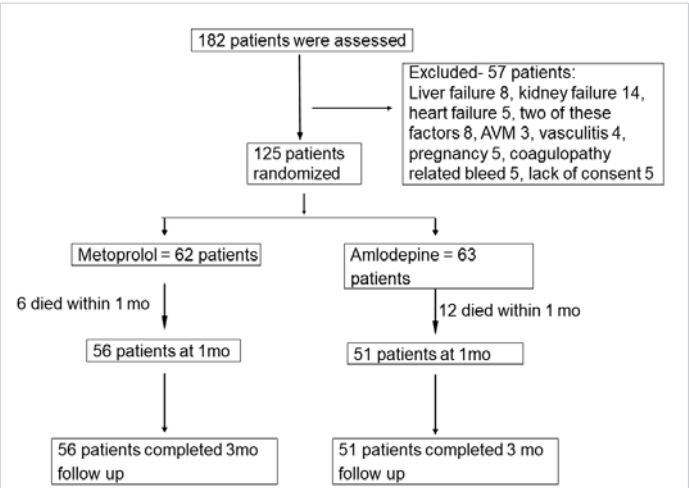 182 patients were assessed
Excluded- 57 patients:
Liver failure 8, kidney failure 14,
heart failure 5, two of these
factors 8, AVM 3, vasculitis 4,
pregnancy 5, coagulopathy
related bleed 5, lack of consent 5
125 patients
randomized
Metoprolol = 62 patients
Amlodepine = 63
patients
6 died within 1 mo
12 died within 1 mo
56 patients at 1mo
51 patients at 1mo
56 patients completed 3mo
follow up
51 patients completed 3 mo
follow up